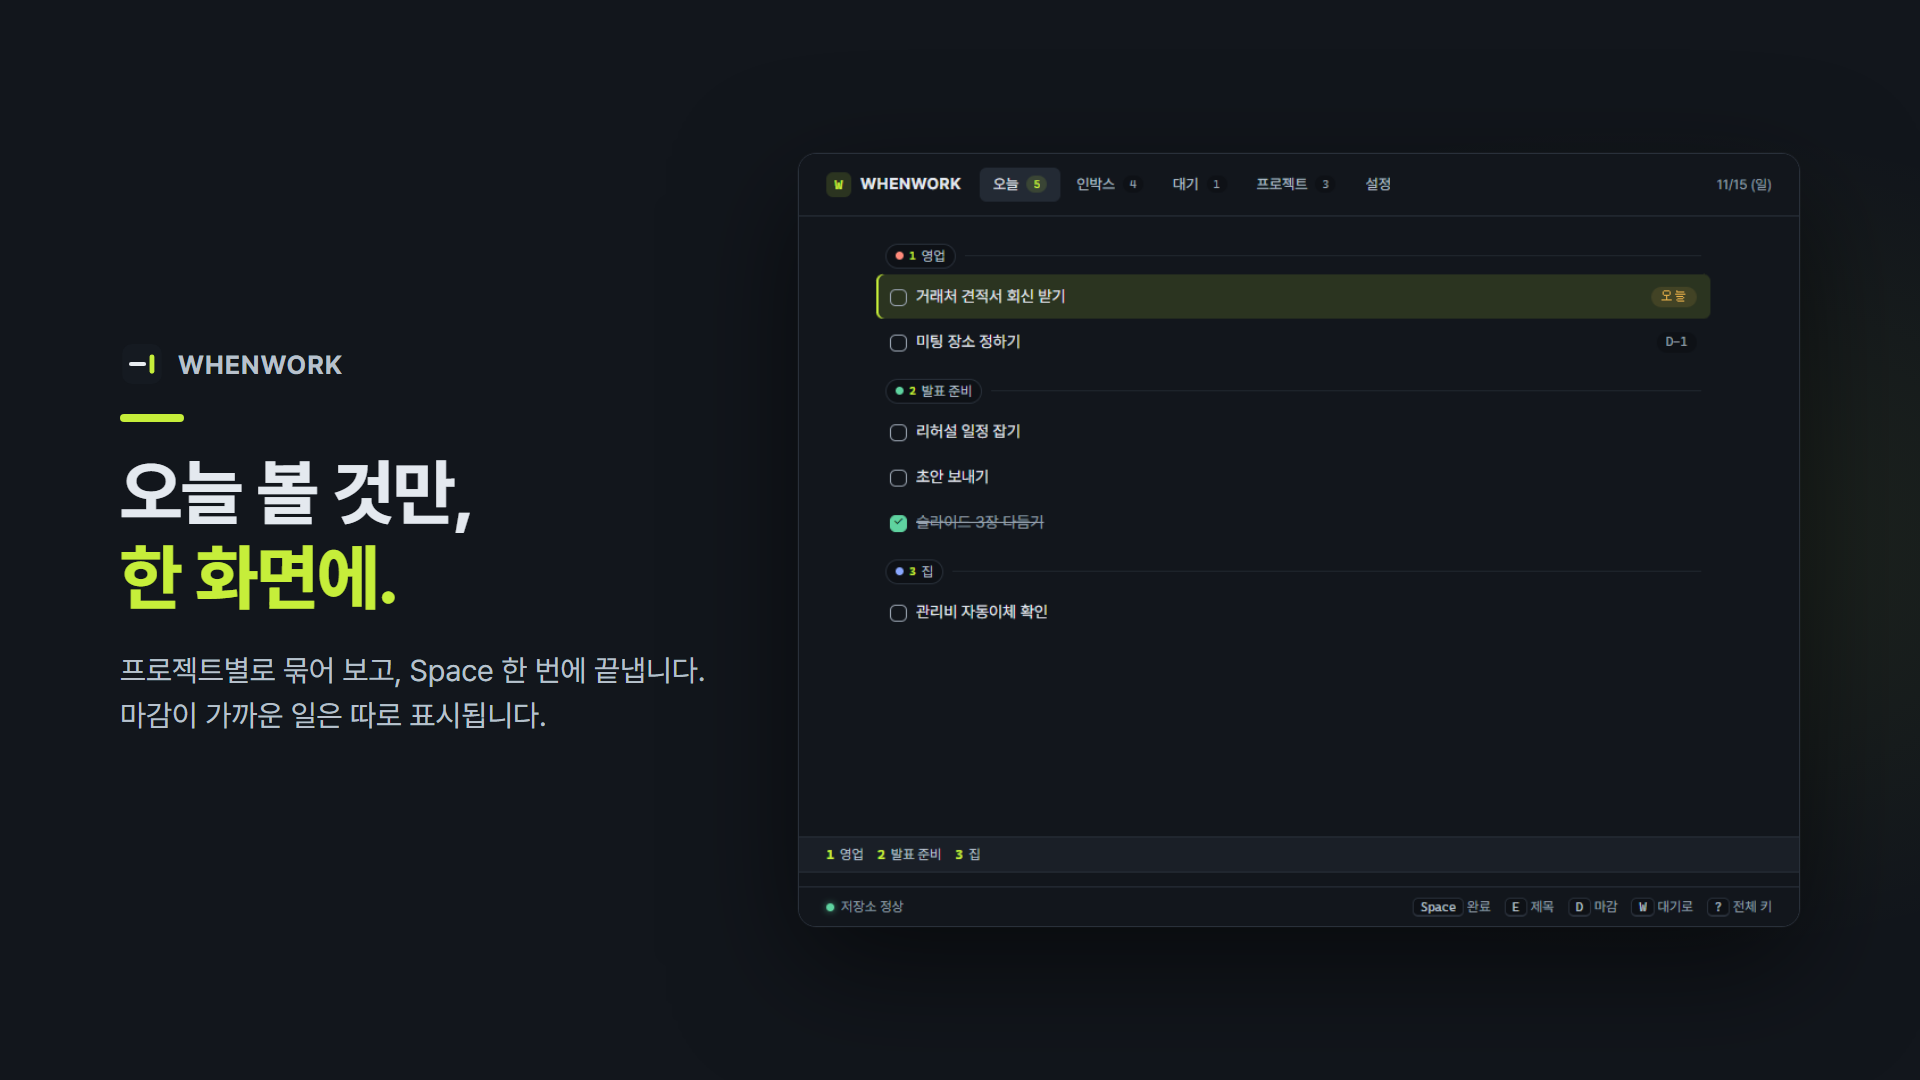 WHENWORK
오늘 볼 것만,
한 화면에.
프로젝트별로 묶어 보고, Space 한 번에 끝냅니다.
마감이 가까운 일은 따로 표시됩니다.
W WHENWORK 오늘 5 인박스 4 대기 1 프로젝트 3 설정 11/15 (일)
1 영업
거래처 견적서 회신 받기 오늘
미팅 장소 정하기 D-1
2 발표 준비
리허설 일정 잡기
초안 보내기
슬라이드 3장 다듬기
3 집
관리비 자동이체 확인
1 영업 2 발표 준비 3 집
저장소 정상 Space 완료 E 제목 D 마감 W 대기로 ? 전체 키